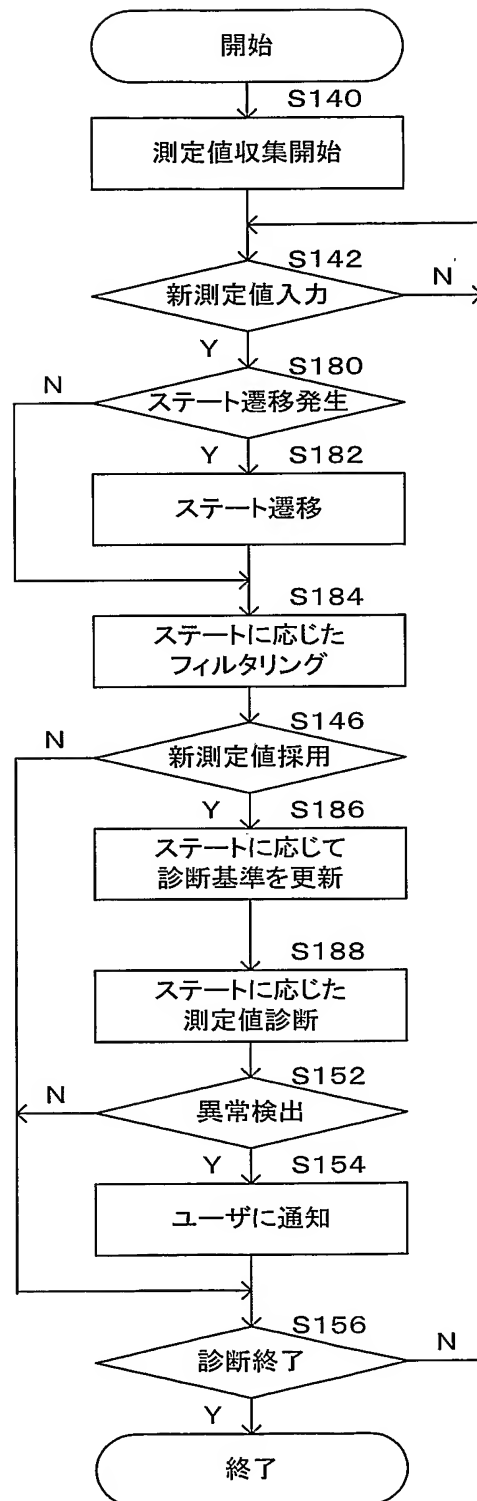 開始
S140
測定値収集開始
S142
新測定値入力
N
Y
S180
N
ステート遷移発生
Y
S182
ステート遷移
S184
ステートに応じた
フィルタリング
S146
N
新測定値採用
Y
S186
ステートに応じて
診断基準を更新
S188
ステートに応じた
測定値診断
S152
N
異常検出
Y
S154
ユーザに通知
S156
診断終了
N
Y
終了